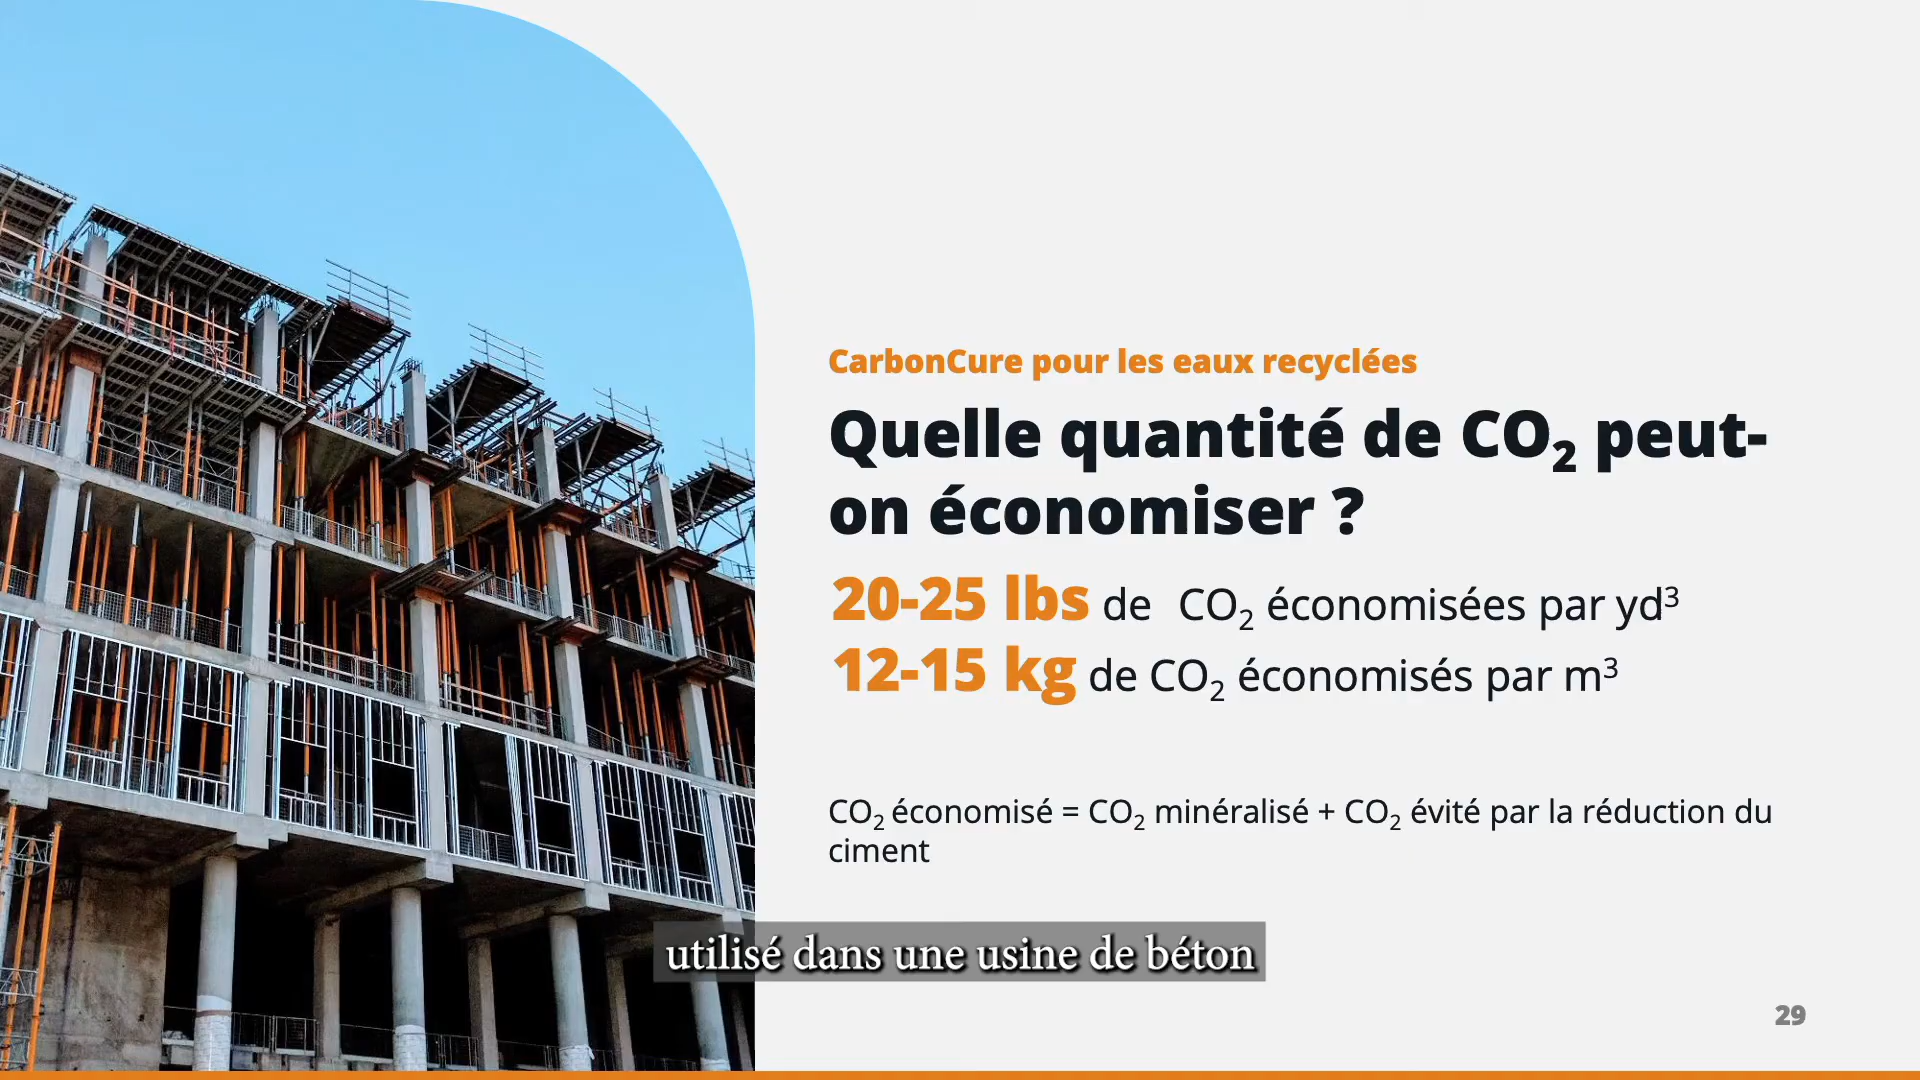 CarbonCure pour les eaux recyclées
Quelle quantité de CO₂ peut-
on économiser ?
20-25 lbs de CO₂ économisées par yd³
12-15 kg de CO₂ économisés par m³
CO₂ économisé = CO₂ minéralisé + CO₂ évité par la réduction du
ciment
utilisé dans une usine de béton
29